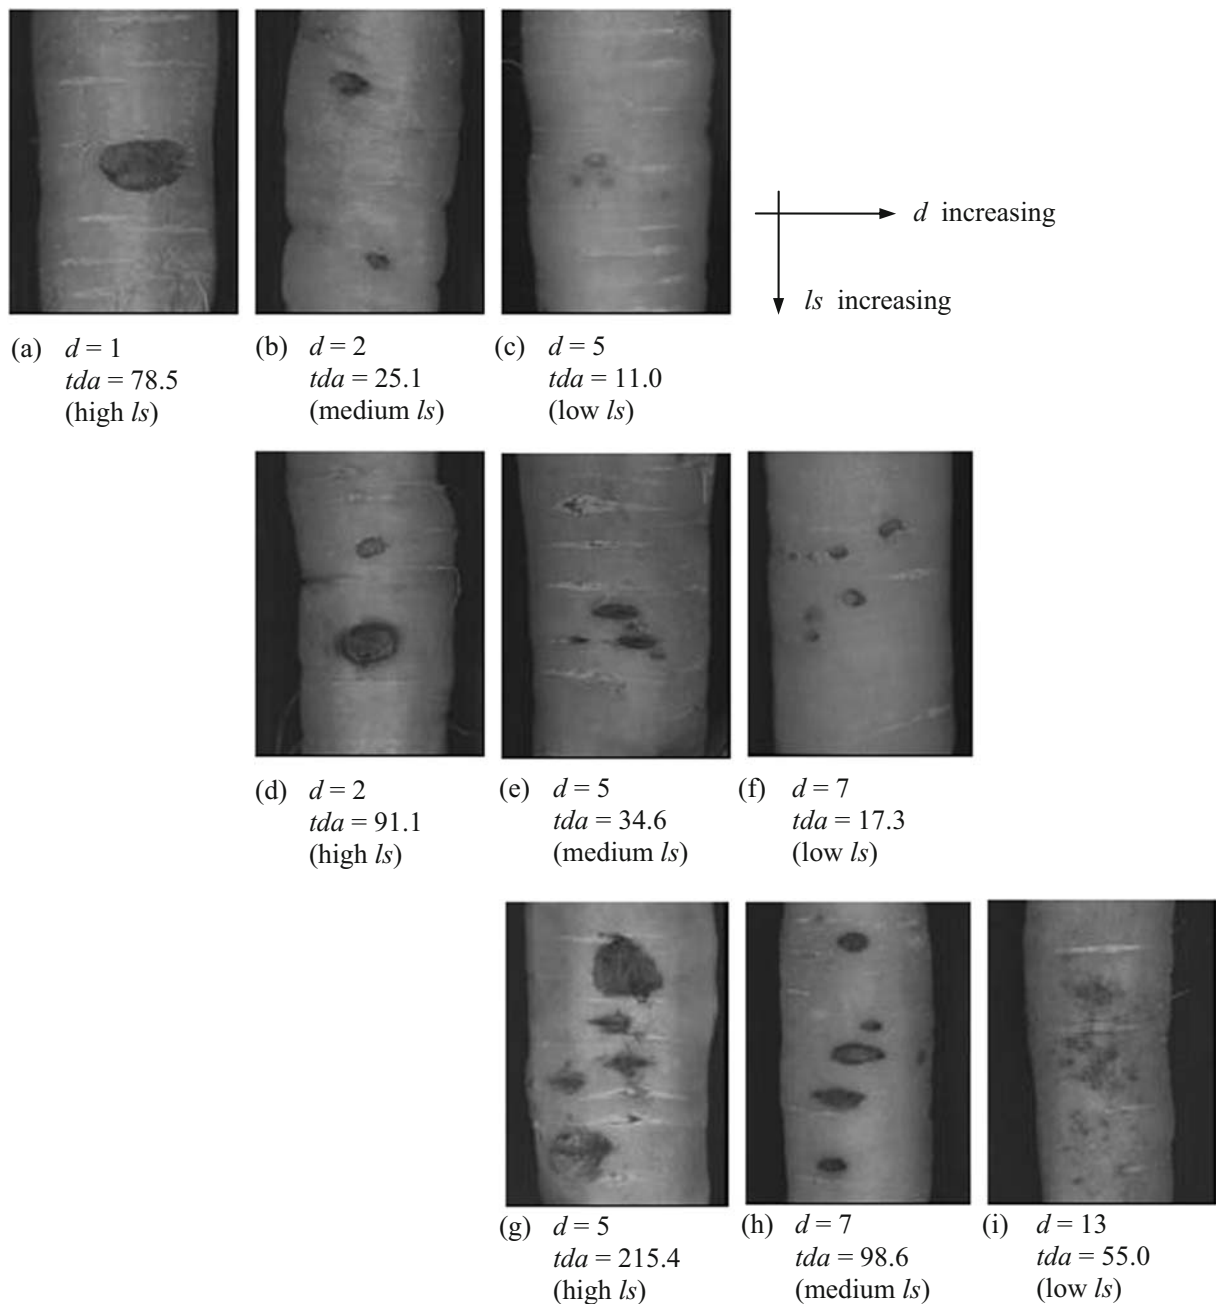 d increasing
ls increasing
(a) d = 1
tda = 78.5
(high ls)
(b) d = 2
tda = 25.1
(medium ls)
(c) d = 5
tda = 11.0
(low ls)
(d) d = 2
tda = 91.1
(high ls)
(e) d = 5
tda = 34.6
(medium ls)
(f) d = 7
tda = 17.3
(low ls)
(g) d = 5
tda = 215.4
(high ls)
(h) d = 7
tda = 98.6
(medium ls)
(i) d = 13
tda = 55.0
(low ls)